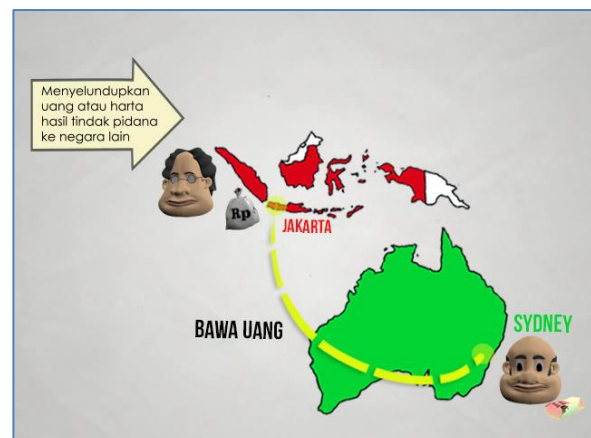 Menyelundupkan
uang atau harta
hasil tindak pidana
ke negara lain
Rp
JAKARTA
BAWA UANG
SYDNEY